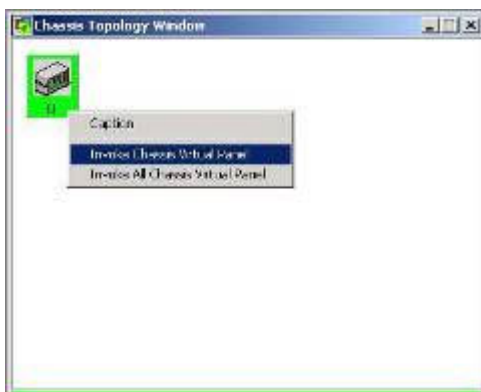 Chassis Topology Window
Caption
Invoke Chassis Virtual Panel
Invoke All Chassis Virtual Panel